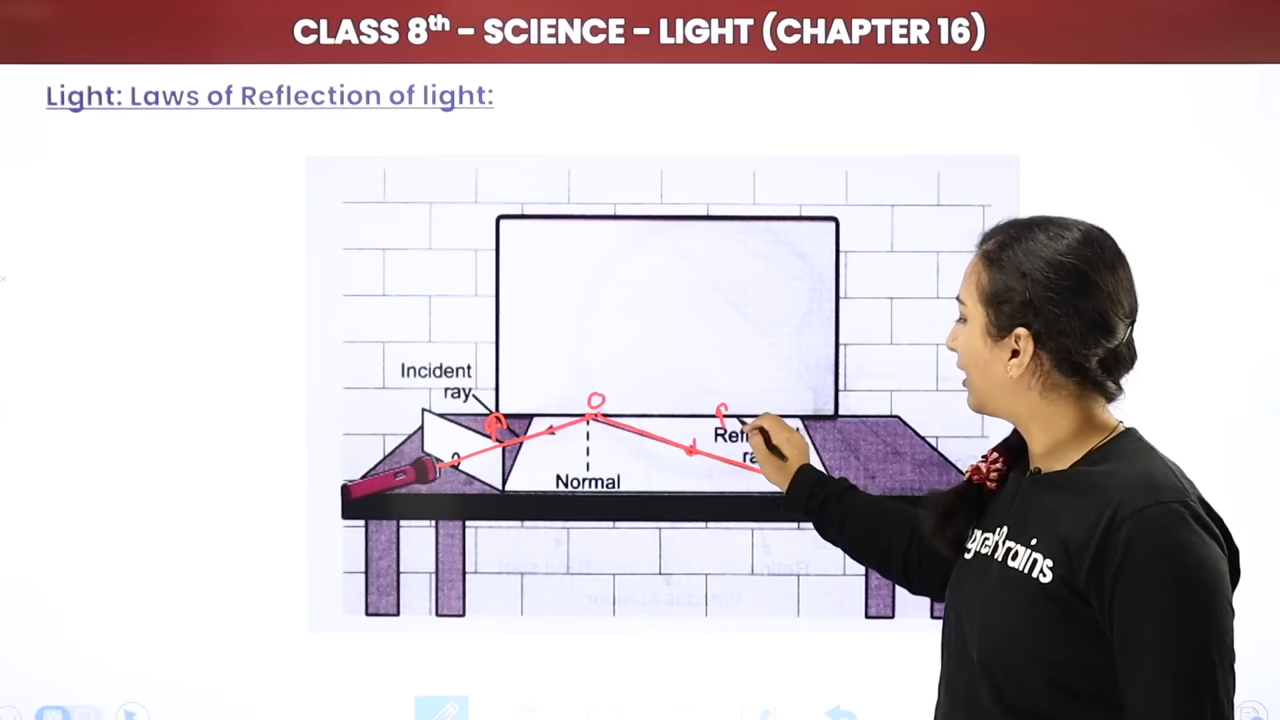 CLASS 8th – SCIENCE – LIGHT (CHAPTER 16)
Light: Laws of Reflection of light:
Incident
ray
O
Normal